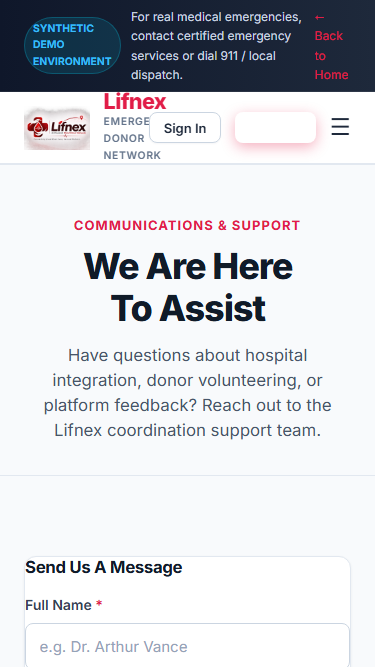 SYNTHETIC
DEMO
ENVIRONMENT
For real medical emergencies,
contact certified emergency
services or dial 911 / local
dispatch.
←
Back
to
Home
Lifnex
Lifnex
EMERGE
DONOR
NETWORK
Sign In
COMMUNICATIONS & SUPPORT
We Are Here
To Assist
Have questions about hospital
integration, donor volunteering, or
platform feedback? Reach out to the
Lifnex coordination support team.
Send Us A Message
Full Name *
e.g. Dr. Arthur Vance